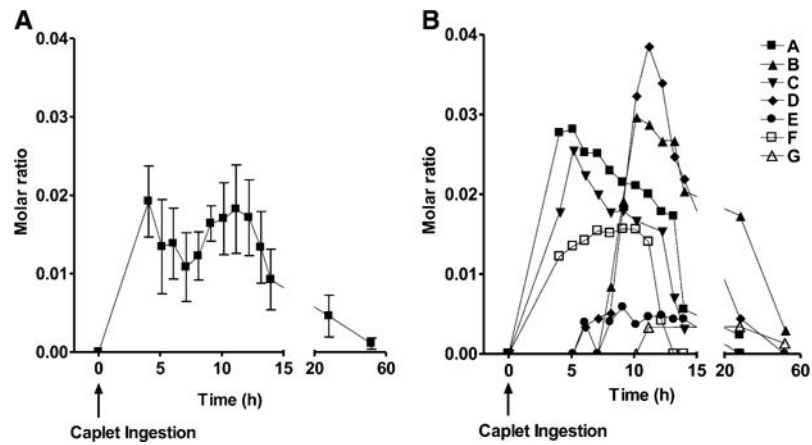 A
0.04
0.03
0.02
0.01
0.00
Molar ratio
0 5 10 15 20 60
Time (h)
Caplet Ingestion
B
0.04
0.03
0.02
0.01
0.00
Molar ratio
0 5 10 15 20 60
Time (h)
Caplet Ingestion
A
B
C
D
E
F
G